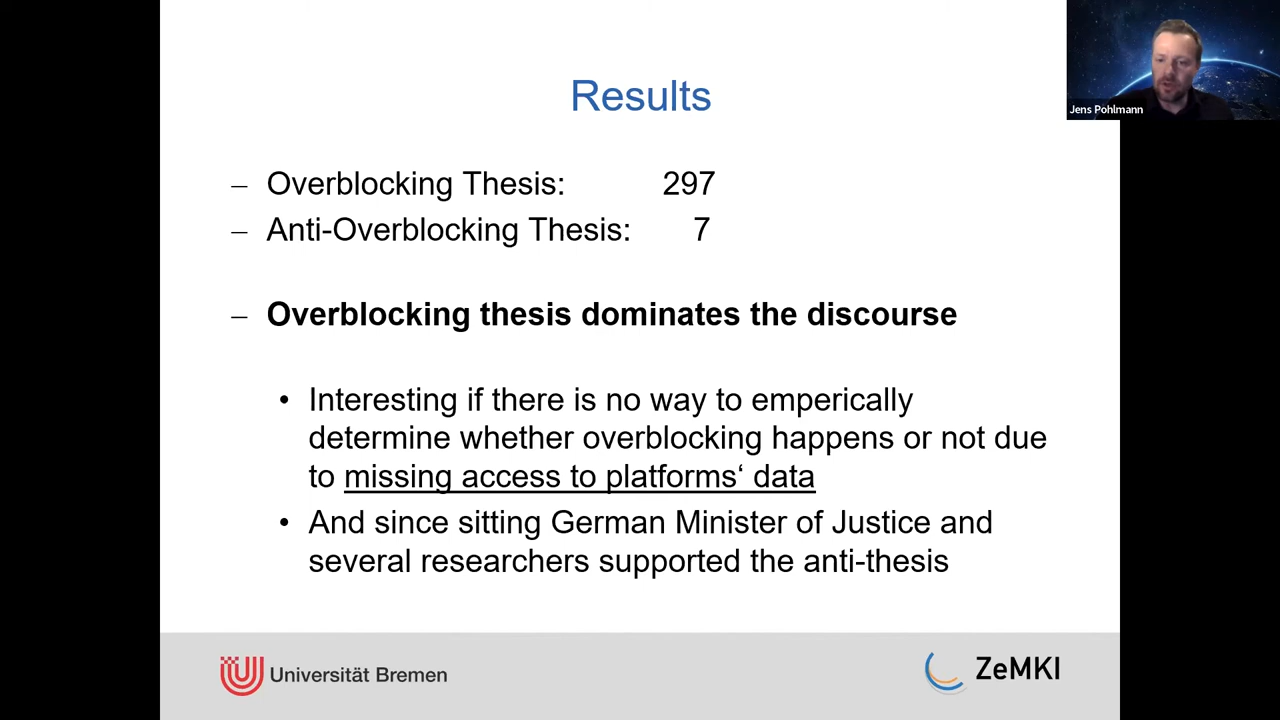 Jens Pohlmann
Results
– Overblocking Thesis: 297
– Anti-Overblocking Thesis: 7
– Overblocking thesis dominates the discourse
• Interesting if there is no way to emperically
determine whether overblocking happens or not due
to missing access to platforms‘ data
• And since sitting German Minister of Justice and
several researchers supported the anti-thesis
Universität Bremen
ZeMKI